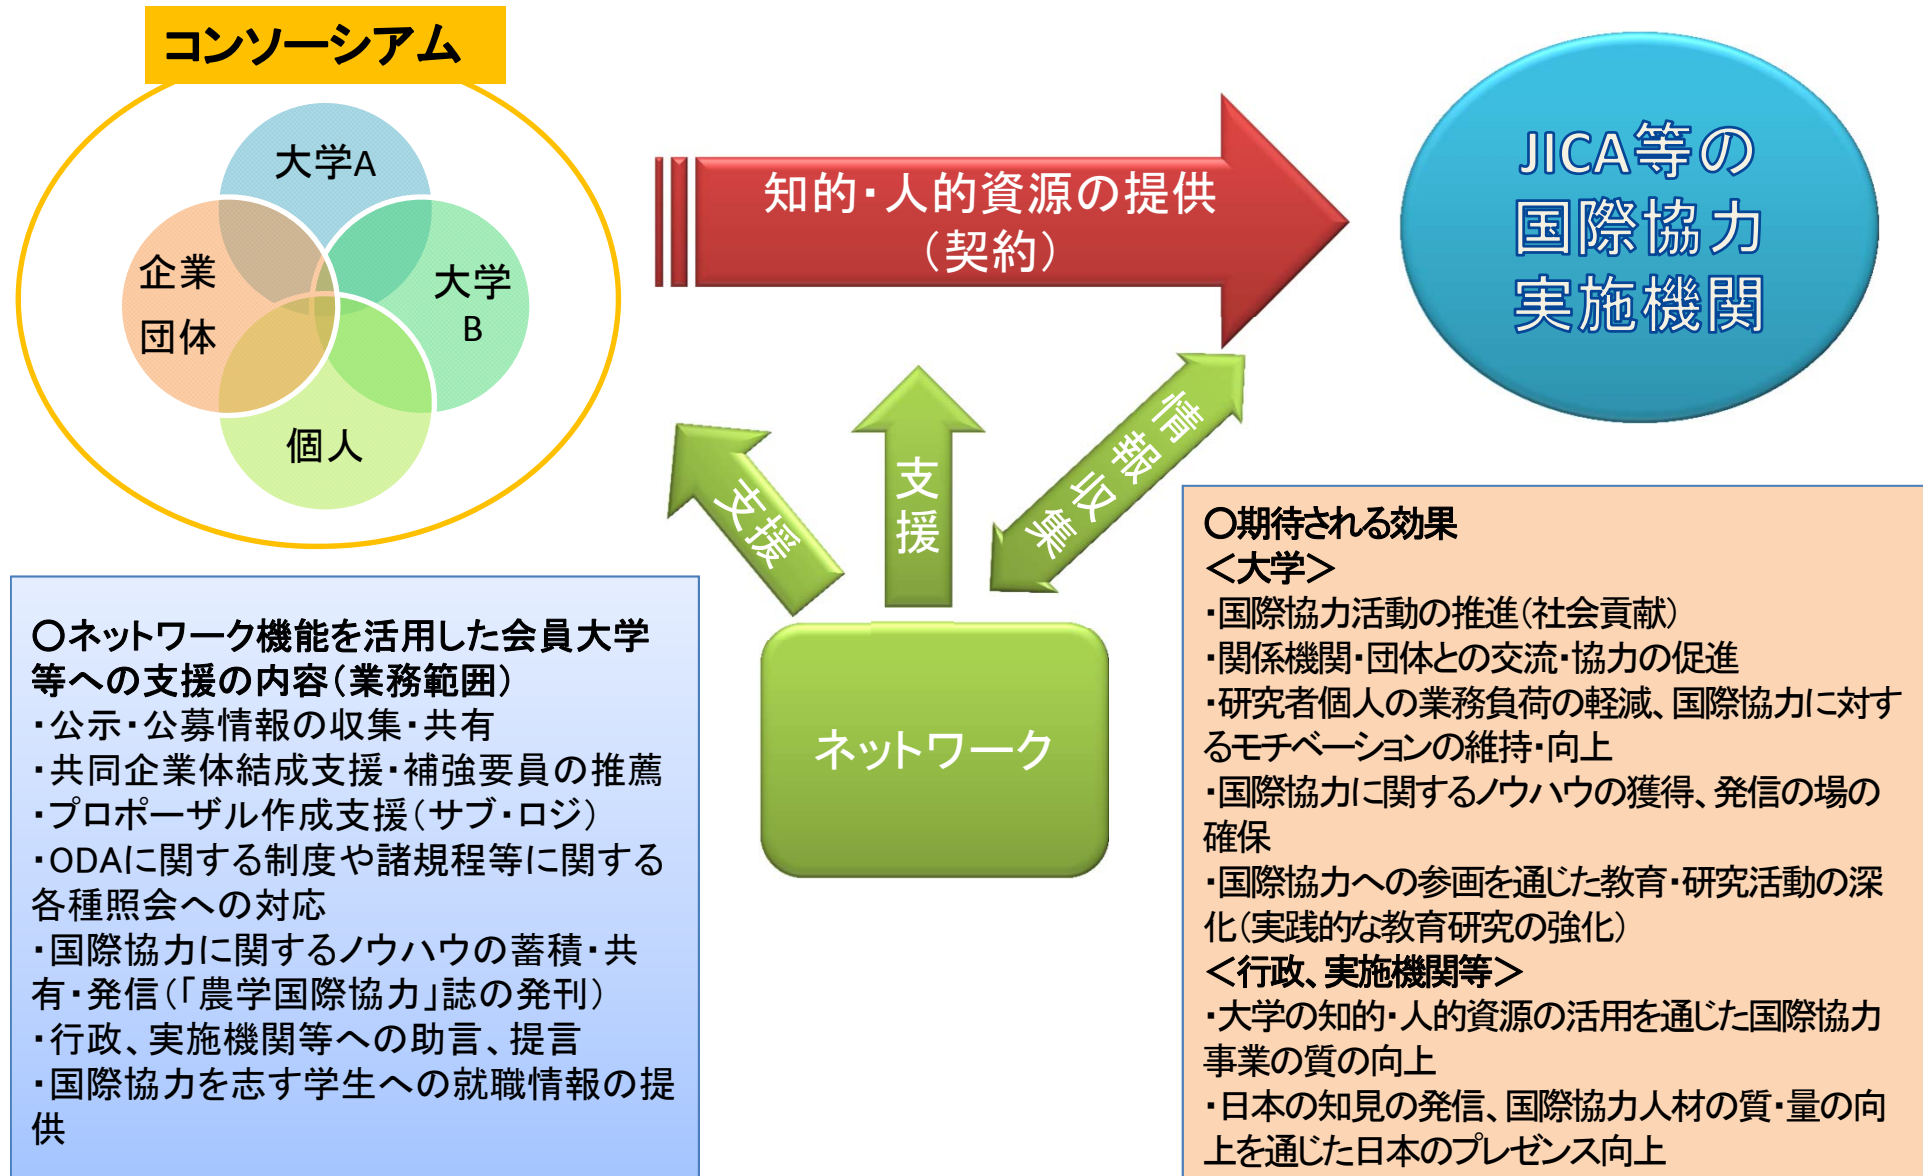 コンソーシアム
大学A
企業
団体
大学
B
個人
知的・人的資源の提供
（契約）
JICA等の
国際協力
実施機関
支援
支援
情報収集
ネットワーク
〇ネットワーク機能を活用した会員大学
等への支援の内容（業務範囲）
・公示・公募情報の収集・共有
・共同企業体結成支援・補強要員の推薦
・プロポーザル作成支援（サブ・ロジ）
・ODAに関する制度や諸規程等に関する
各種照会への対応
・国際協力に関するノウハウの蓄積・共
有・発信（「農学国際協力」誌の発刊）
・行政、実施機関等への助言、提言
・国際協力を志す学生への就職情報の提
供
〇期待される効果
＜大学＞
・国際協力活動の推進（社会貢献）
・関係機関・団体との交流・協力の促進
・研究者個人の業務負荷の軽減、国際協力に対す
るモチベーションの維持・向上
・国際協力に関するノウハウの獲得、発信の場の
確保
・国際協力への参画を通じた教育・研究活動の深
化（実践的な教育研究の強化）
＜行政、実施機関等＞
・大学の知的・人的資源の活用を通じた国際協力
事業の質の向上
・日本の知見の発信、国際協力人材の質・量の向
上を通じた日本のプレゼンス向上